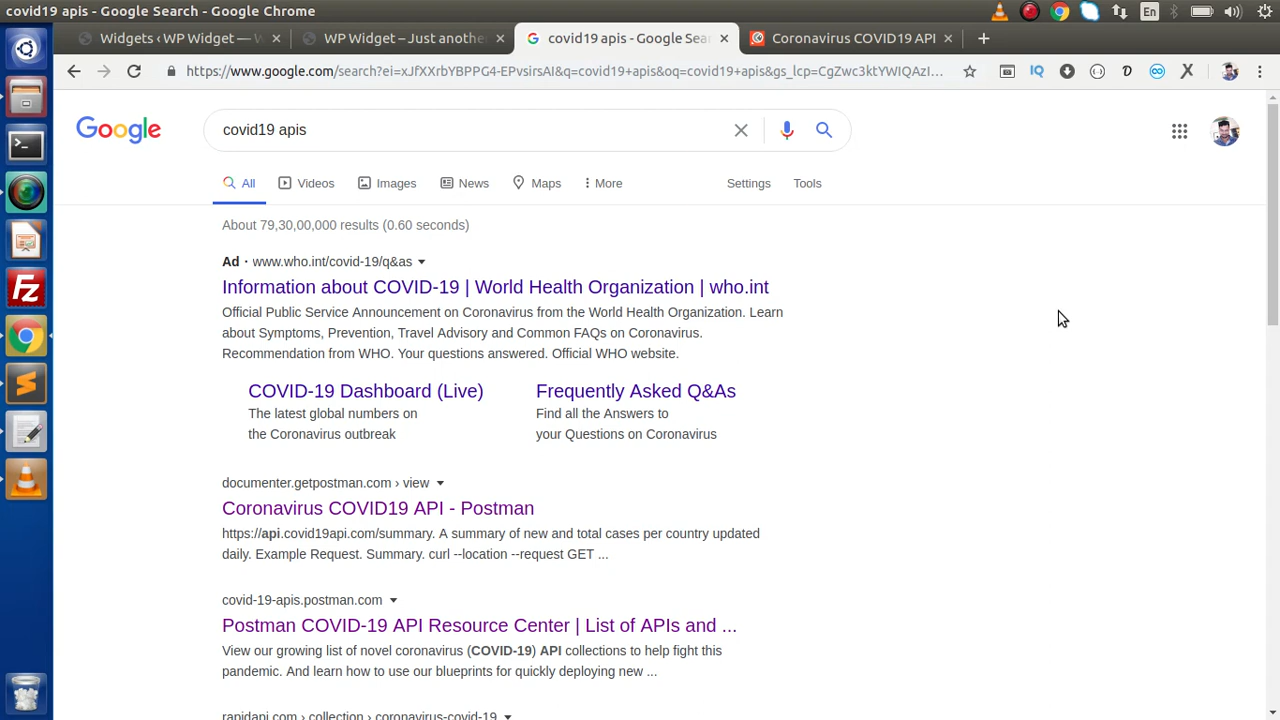 covid19 apis - Google Search - Google Chrome
En
Widgets ‹ WP Widget — W
WP Widget – Just another
covid19 apis - Google Sear
Coronavirus COVID19 API
https://www.google.com/search?ei=xJfXXrbYBPPG4-EPvsirsAI&q=covid19+apis&oq=covid19+apis&gs_lcp=CgZwc3ktYWIQAzI...
IQ
Google
covid19 apis
All
Videos
Images
News
Maps
More
Settings
Tools
About 79,30,00,000 results (0.60 seconds)
Ad · www.who.int/covid-19/q&as
Information about COVID-19 | World Health Organization | who.int
Official Public Service Announcement on Coronavirus from the World Health Organization. Learn
about Symptoms, Prevention, Travel Advisory and Common FAQs on Coronavirus.
Recommendation from WHO. Your questions answered. Official WHO website.
COVID-19 Dashboard (Live)
The latest global numbers on
the Coronavirus outbreak
Frequently Asked Q&As
Find all the Answers to
your Questions on Coronavirus
documenter.getpostman.com › view
Coronavirus COVID19 API - Postman
https://api.covid19api.com/summary. A summary of new and total cases per country updated
daily. Example Request. Summary. curl --location --request GET ...
covid-19-apis.postman.com
Postman COVID-19 API Resource Center | List of APIs and ...
View our growing list of novel coronavirus (COVID-19) API collections to help fight this
pandemic. And learn how to use our blueprints for quickly deploying new ...
rapidapi.com › collection › coronavirus-covid-19